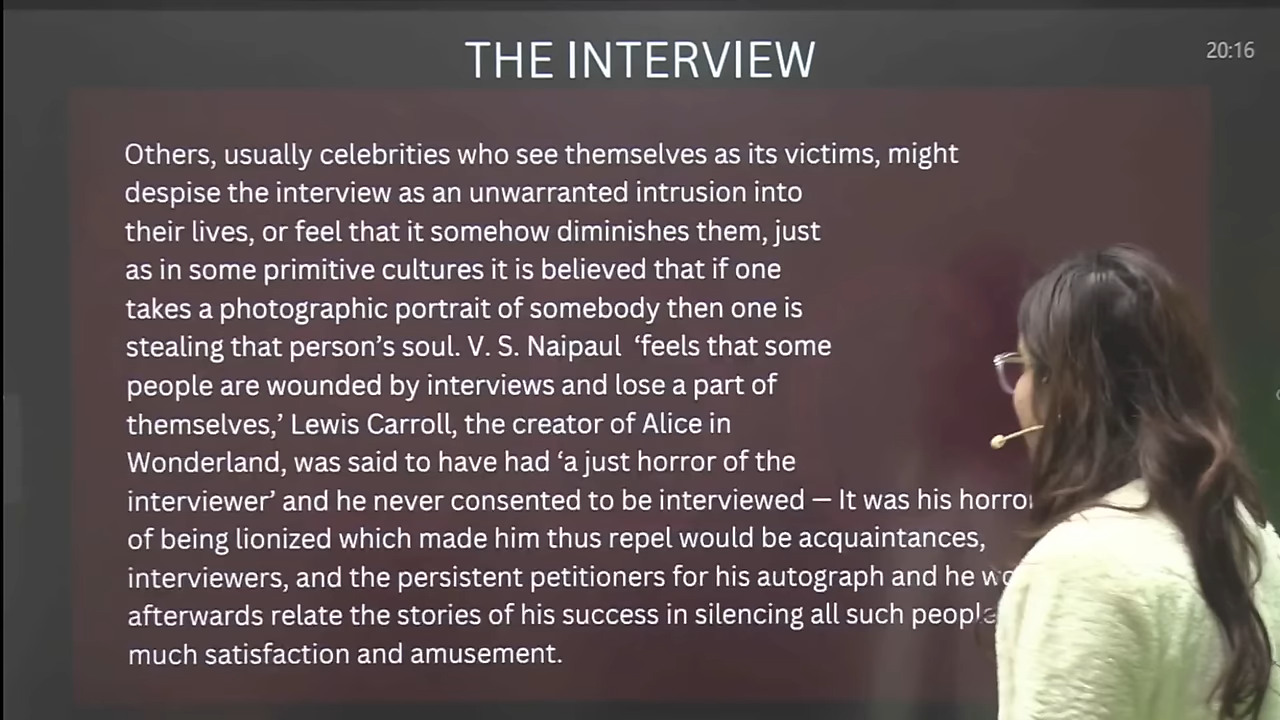 THE INTERVIEW
20:16
Others, usually celebrities who see themselves as its victims, might
despise the interview as an unwarranted intrusion into
their lives, or feel that it somehow diminishes them, just
as in some primitive cultures it is believed that if one
takes a photographic portrait of somebody then one is
stealing that person’s soul. V. S. Naipaul ‘feels that some
people are wounded by interviews and lose a part of
themselves,’ Lewis Carroll, the creator of Alice in
Wonderland, was said to have had ‘a just horror of the
interviewer’ and he never consented to be interviewed — It was his horror
of being lionized which made him thus repel would be acquaintances,
interviewers, and the persistent petitioners for his autograph and he
afterwards relate the stories of his success in silencing all such people
much satisfaction and amusement.